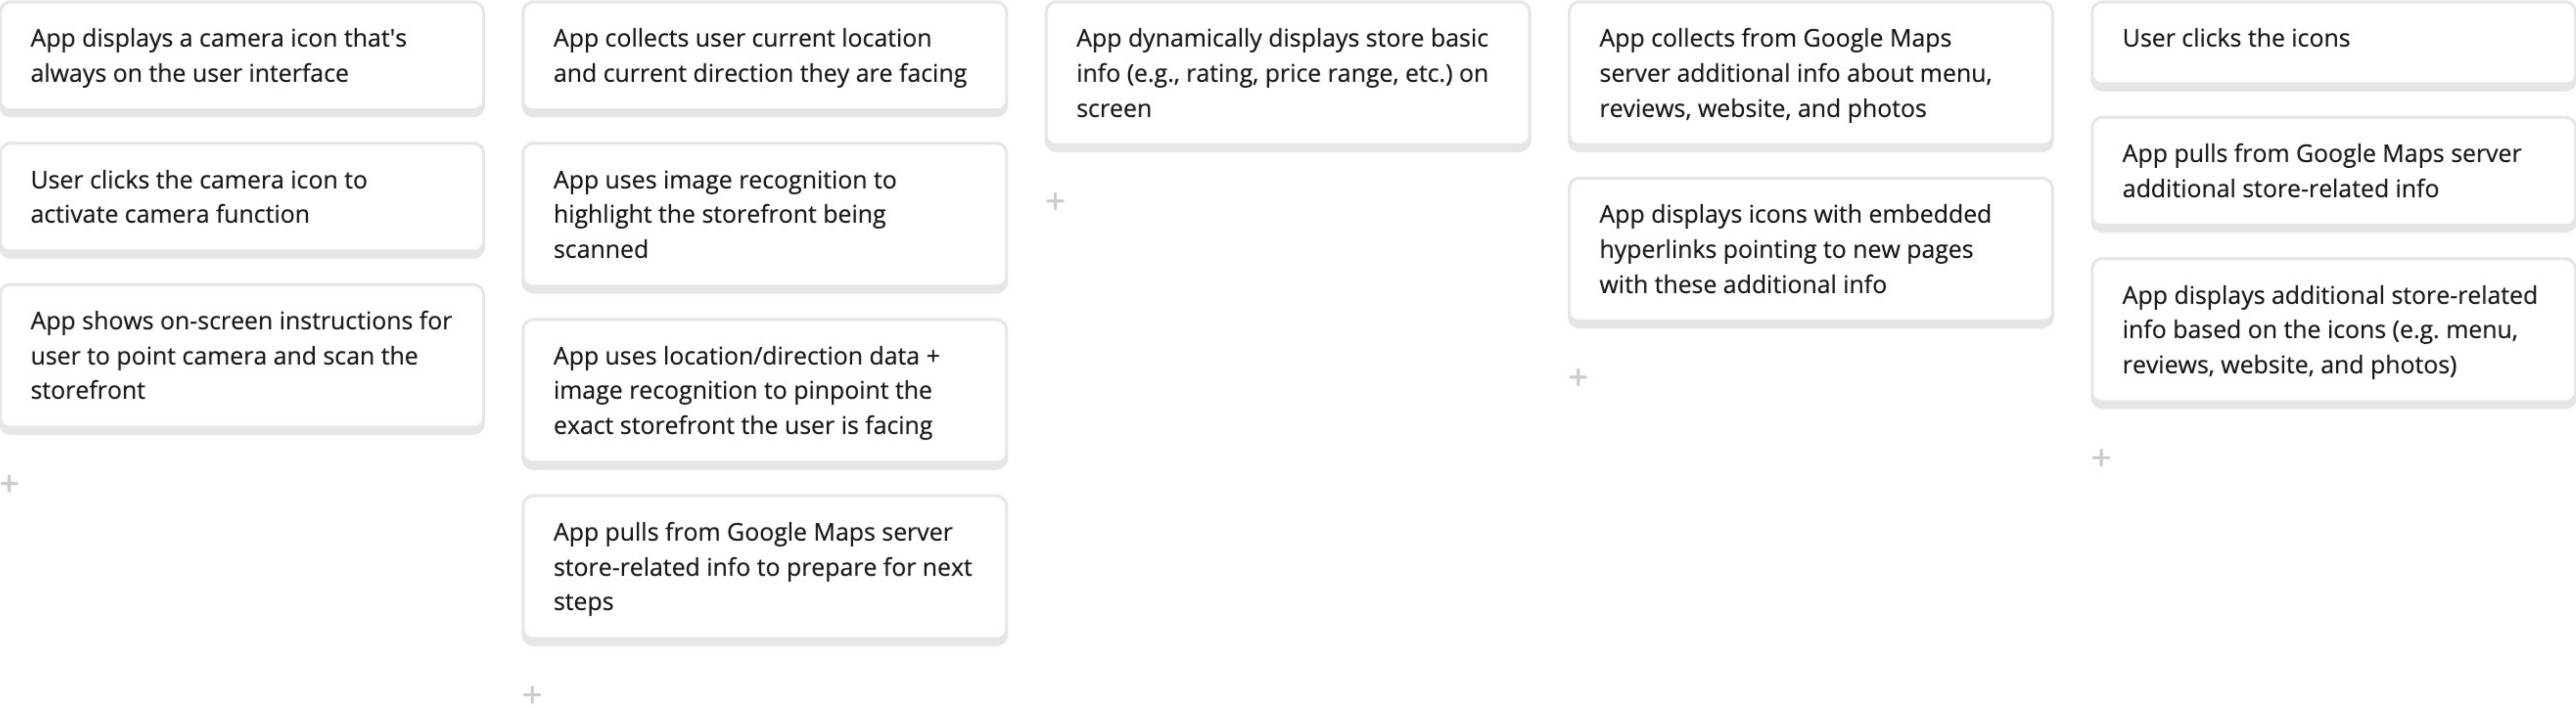 App displays a camera icon that's
always on the user interface
User clicks the camera icon to
activate camera function
App shows on-screen instructions for
user to point camera and scan the
storefront
+
App collects user current location
and current direction they are facing
App uses image recognition to
highlight the storefront being
scanned
App uses location/direction data +
image recognition to pinpoint the
exact storefront the user is facing
App pulls from Google Maps server
store-related info to prepare for next
steps
+
App dynamically displays store basic
info (e.g., rating, price range, etc.) on
screen
+
App collects from Google Maps
server additional info about menu,
reviews, website, and photos
App displays icons with embedded
hyperlinks pointing to new pages
with these additional info
+
User clicks the icons
App pulls from Google Maps server
additional store-related info
App displays additional store-related
info based on the icons (e.g. menu,
reviews, website, and photos)
+